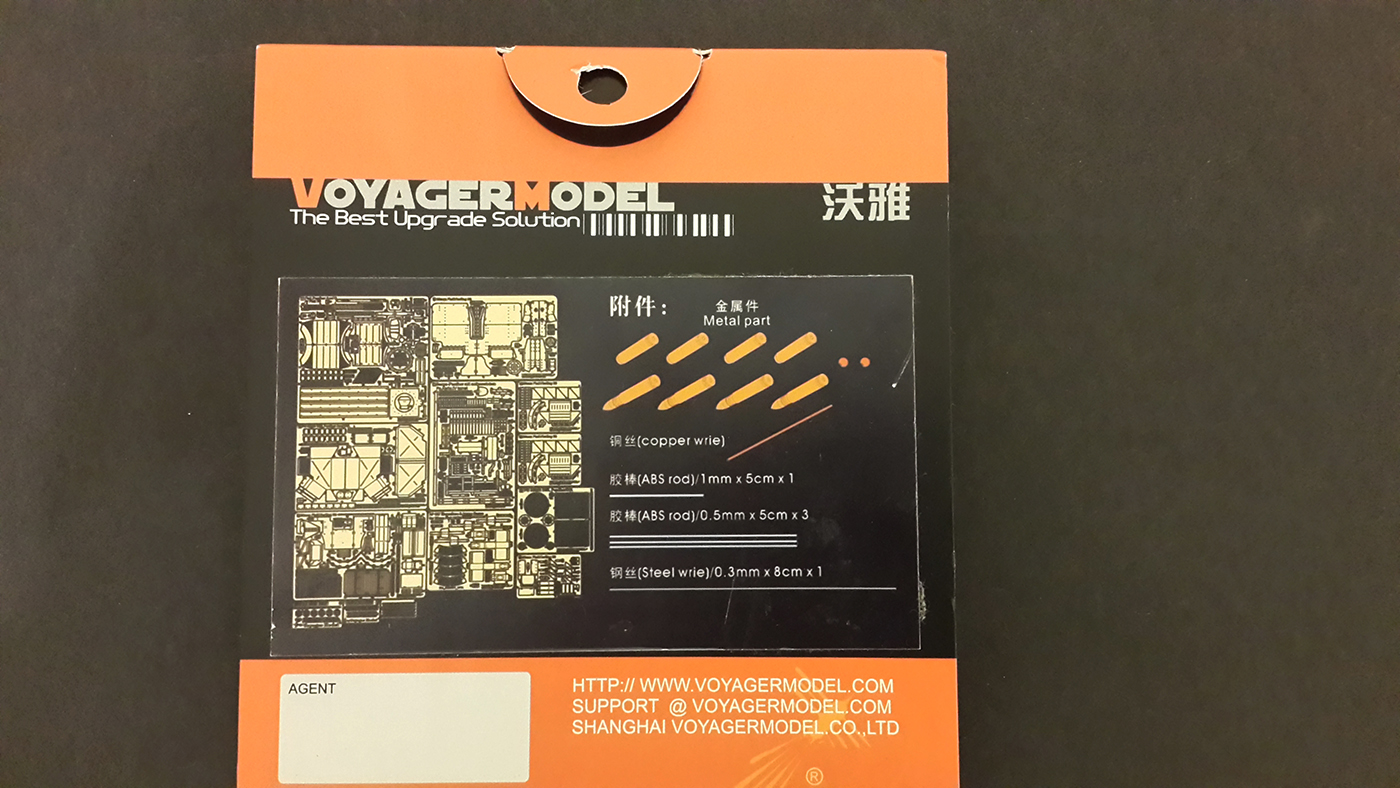 VOYAGERMODEL
The Best Upgrade Solution
沃雅
附件：
金属件
Metal part
铜丝(copper wrie)
胶棒(ABS rod)/1mm x 5cm x 1
胶棒(ABS rod)/0.5mm x 5cm x 3
钢丝(Steel wrie)/0.3mm x 8cm x 1
AGENT
HTTP:// WWW.VOYAGERMODEL.COM
SUPPORT @ VOYAGERMODEL.COM
SHANGHAI VOYAGERMODEL.CO.,LTD
®